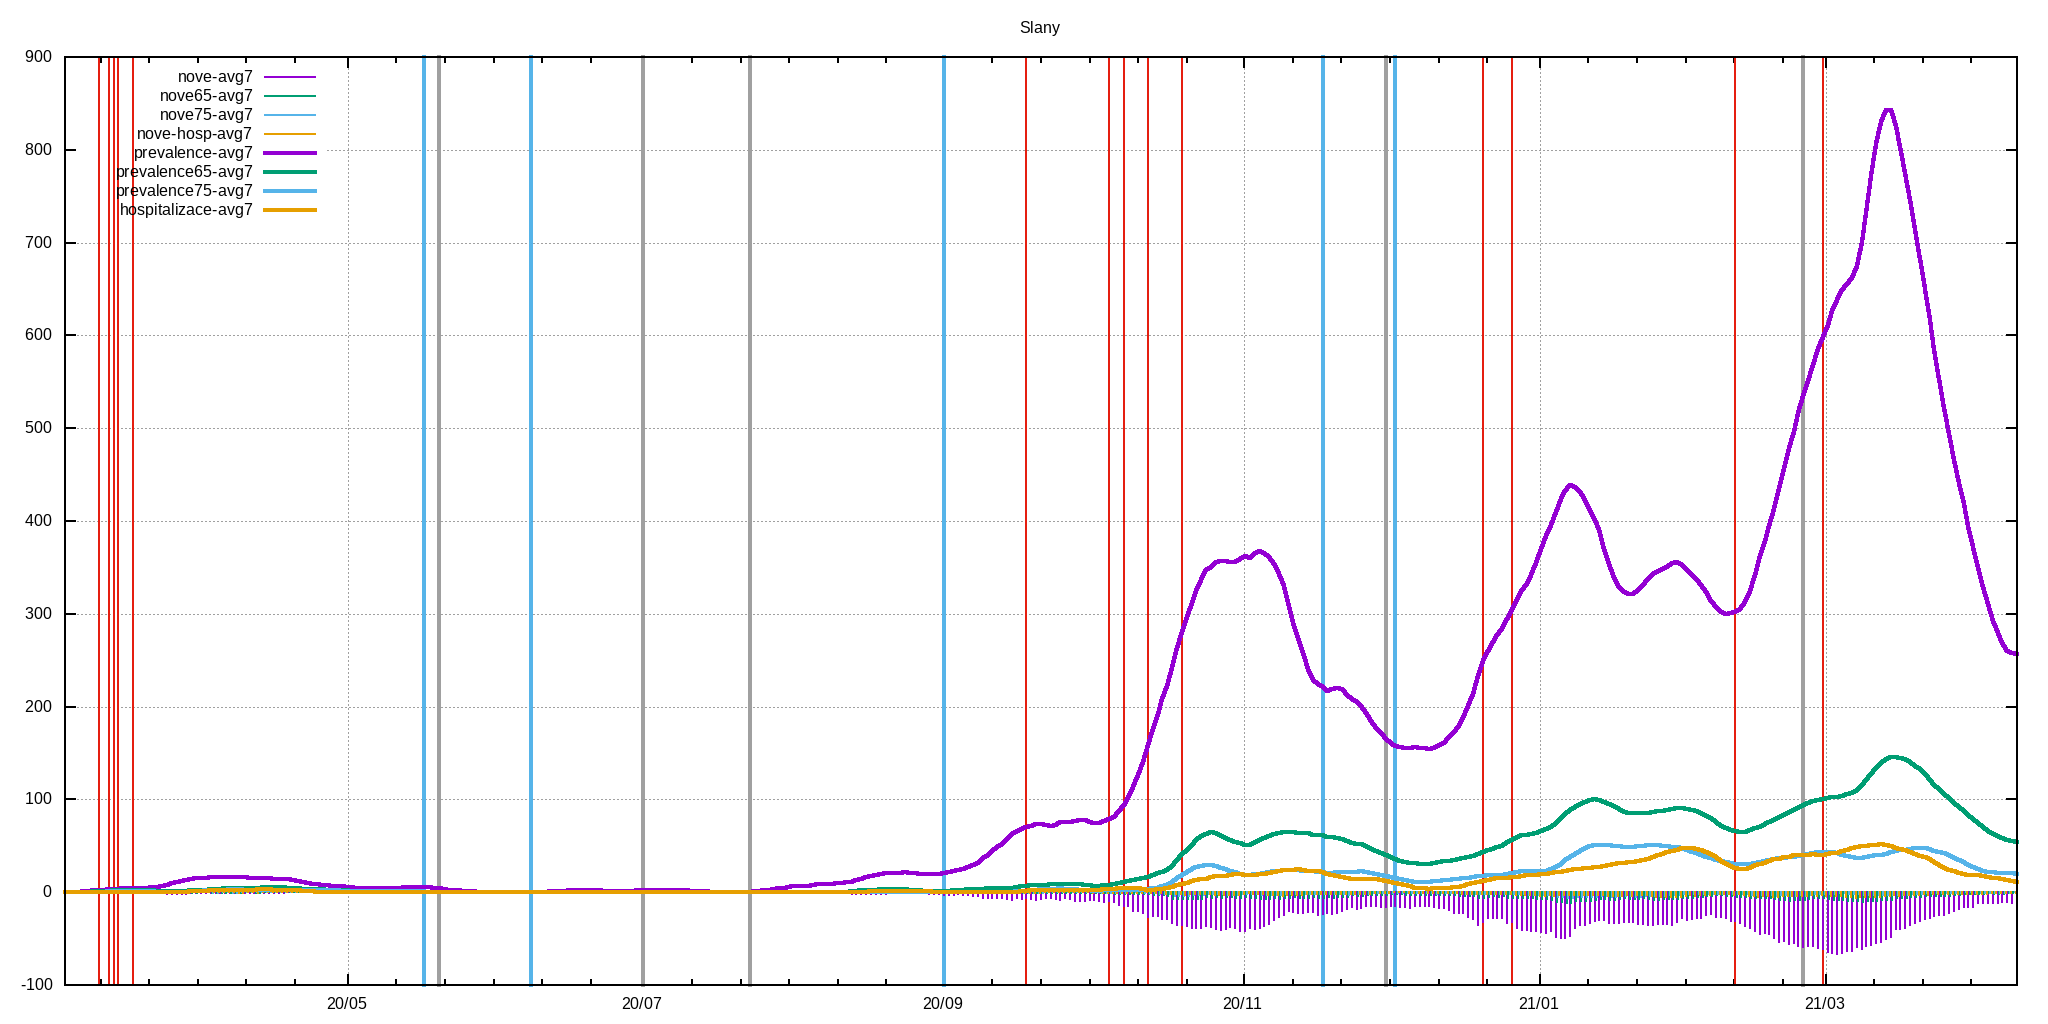 Slany
900
800
700
600
500
400
300
200
100
0
-100
nove-avg7
nove65-avg7
nove75-avg7
nove-hosp-avg7
prevalence-avg7
prevalence65-avg7
prevalence75-avg7
hospitalizace-avg7
20/05
20/07
20/09
20/11
21/01
21/03